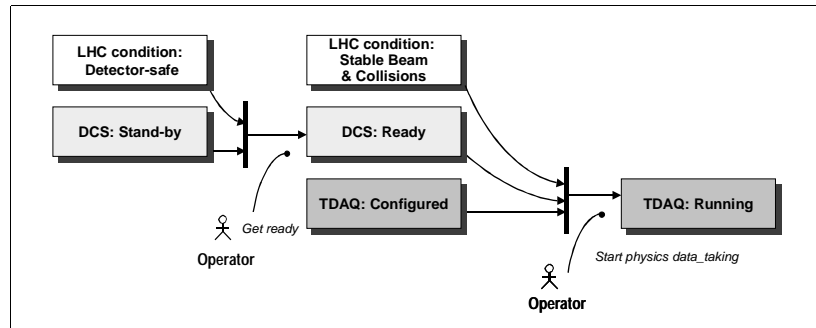 LHC condition:
Detector-safe
LHC condition:
Stable Beam
& Collisions
DCS: Stand-by
DCS: Ready
TDAQ: Configured
TDAQ: Running
Get ready
Operator
Start physics data_taking
Operator